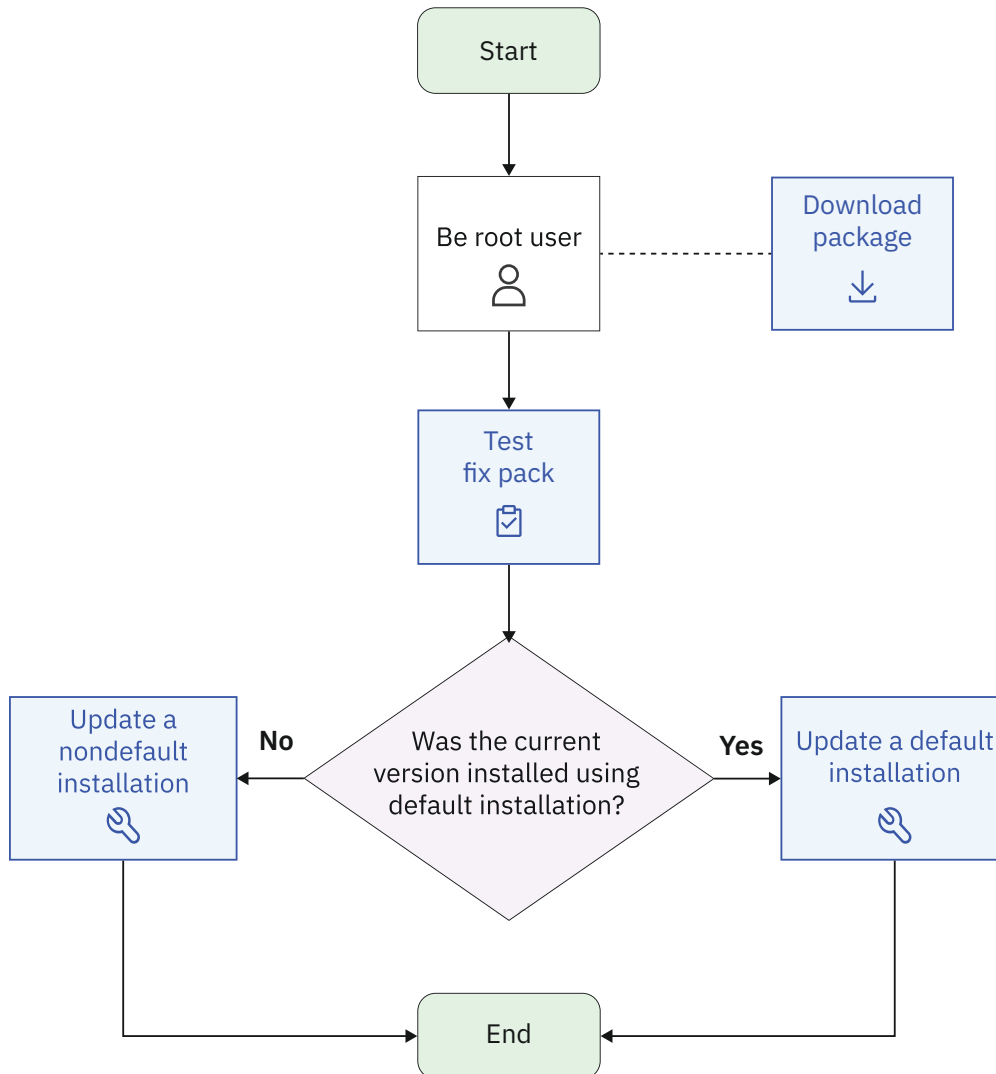 Start
Be root user
Download
package
Test
fix pack
Update a
nondefault
installation
No
Was the current
version installed using
default installation?
Yes
Update a default
installation
End